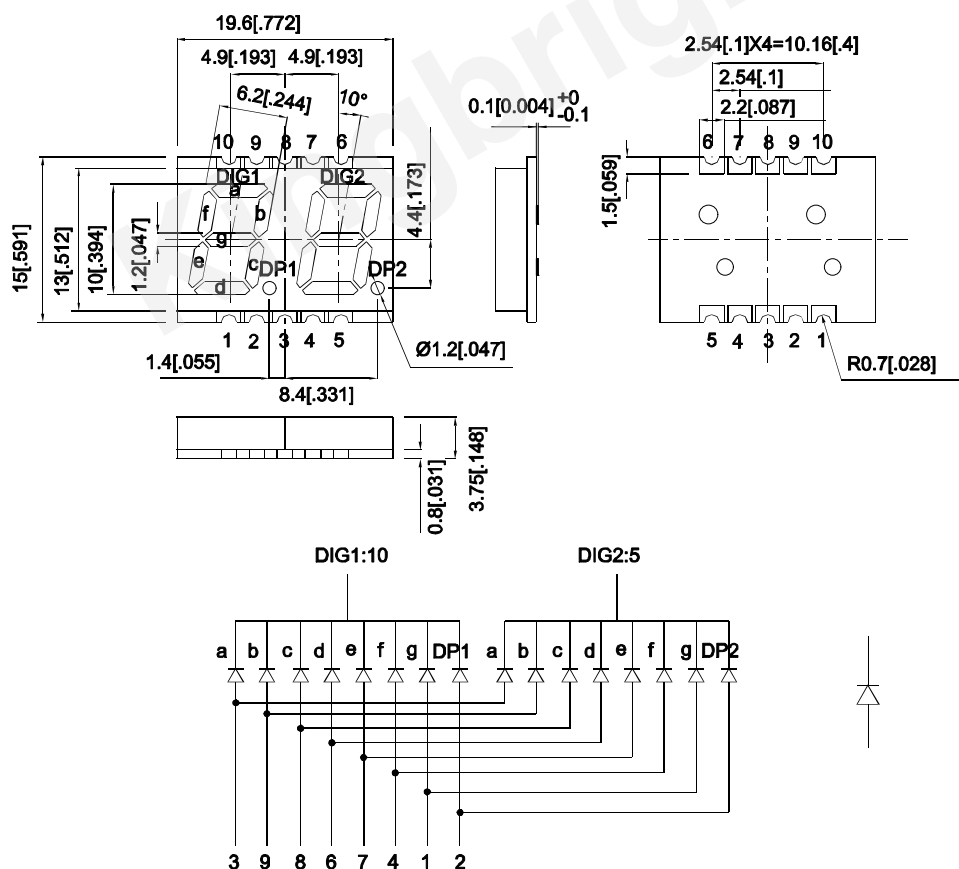 19.6[.772]
4.9[.193] 4.9[.193]
6.2[.244]
10°
10 9 8 7 6
DIG1 DIG2
a
f b
g
e c
d
DP1 DP2
15[.591]
13[.512]
10[.394]
1.2[.047]
4.4[.173]
1 2 3 4 5
1.4[.055]
8.4[.331]
Ø1.2[.047]
0.1[0.004] +0 -0.1
2.54[.1]X4=10.16[.4]
2.54[.1]
2.2[.087]
6 7 8 9 10
1.5[.059]
5 4 3 2 1
R0.7[.028]
0.8[.031]
3.75[.148]
DIG1:10 DIG2:5
a b c d e f g DP1 a b c d e f g DP2
3 9 8 6 7 4 1 2
Kingbrigh